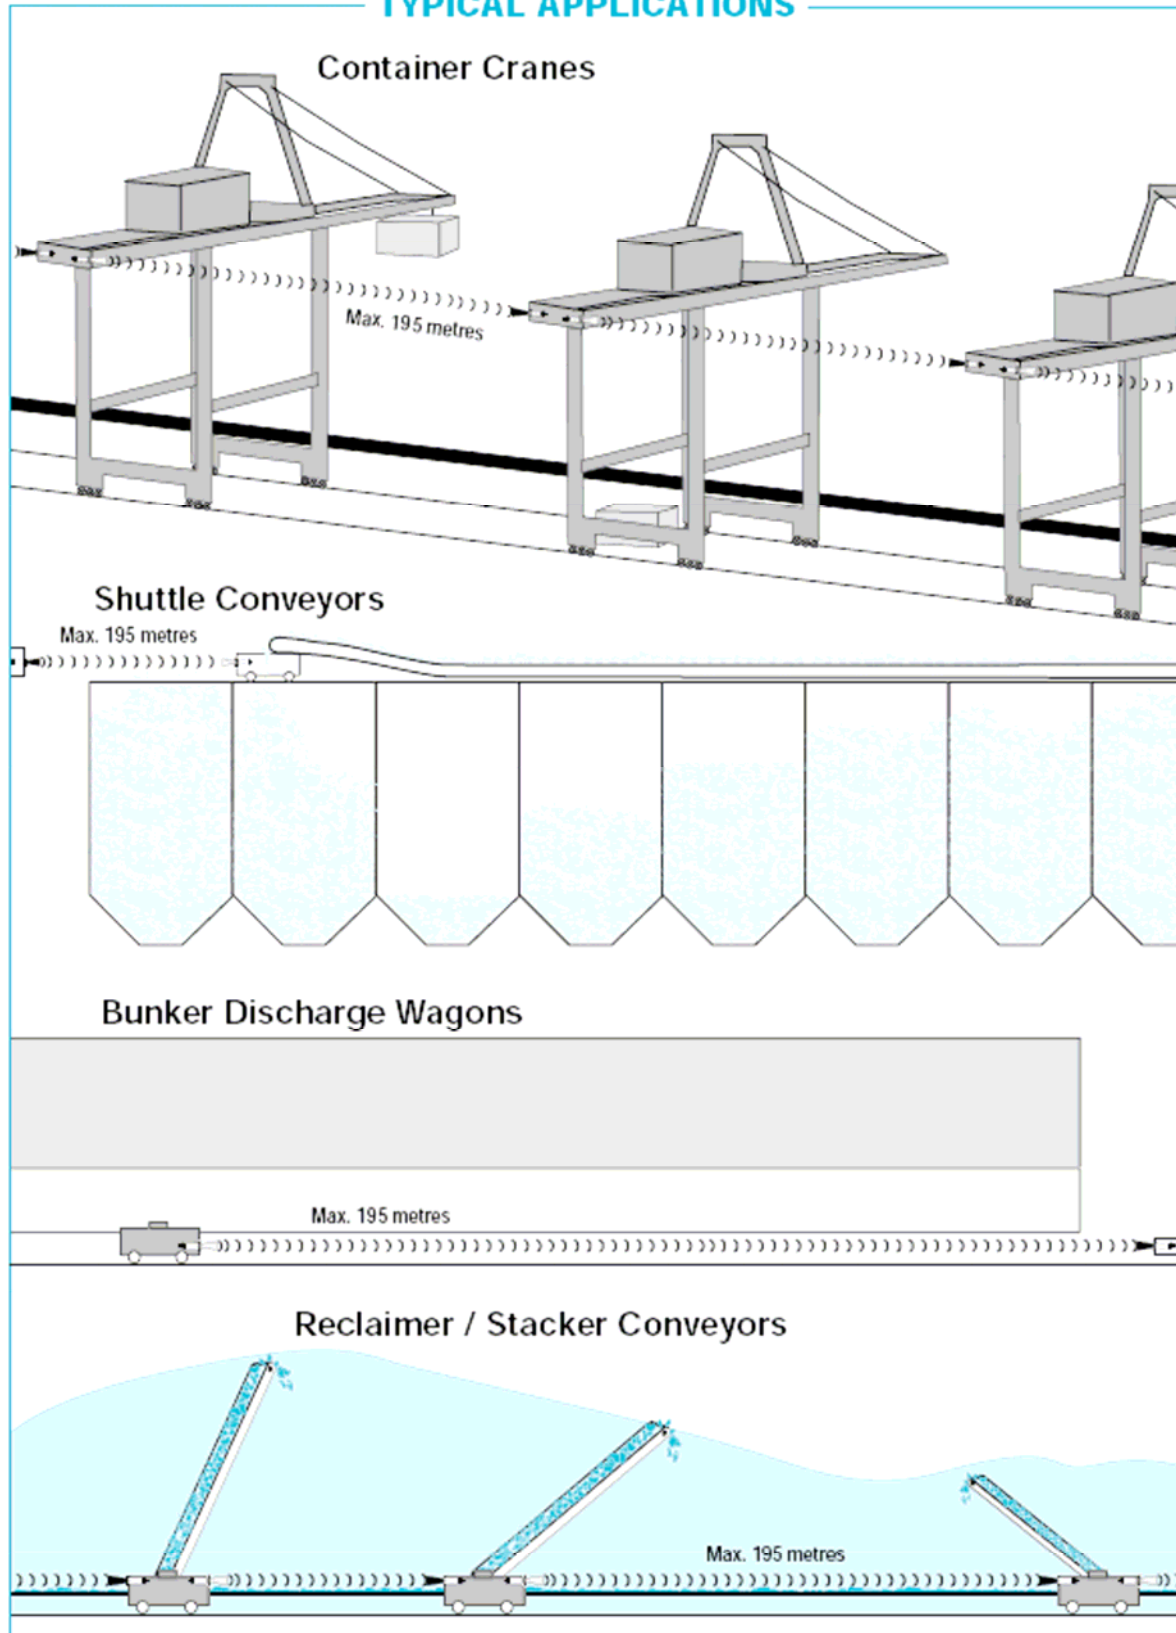 TYPICAL APPLICATIONS
Container Cranes
Max. 195 metres
Shuttle Conveyors
Max. 195 metres
Bunker Discharge Wagons
Max. 195 metres
Reclaimer / Stacker Conveyors
Max. 195 metres